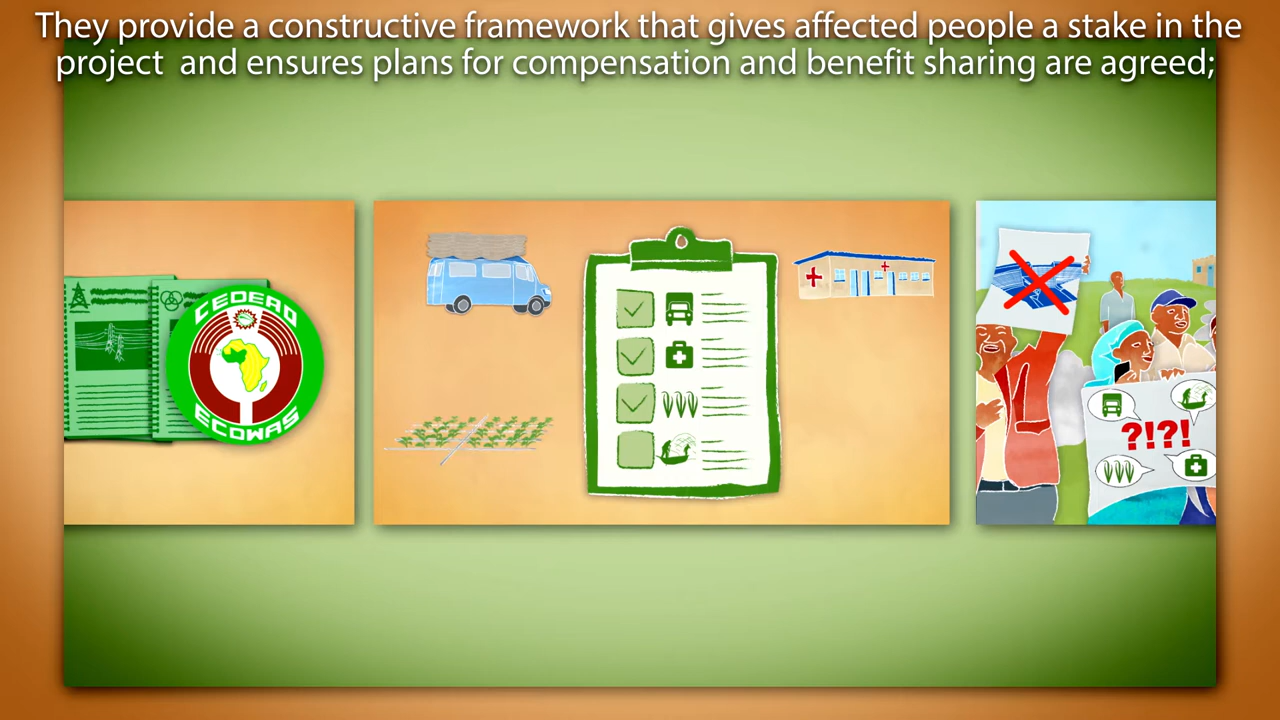 They provide a constructive framework that gives affected people a stake in the
project  and ensures plans for compensation and benefit sharing are agreed;
CEDEAO
ECOWAS
?!?!